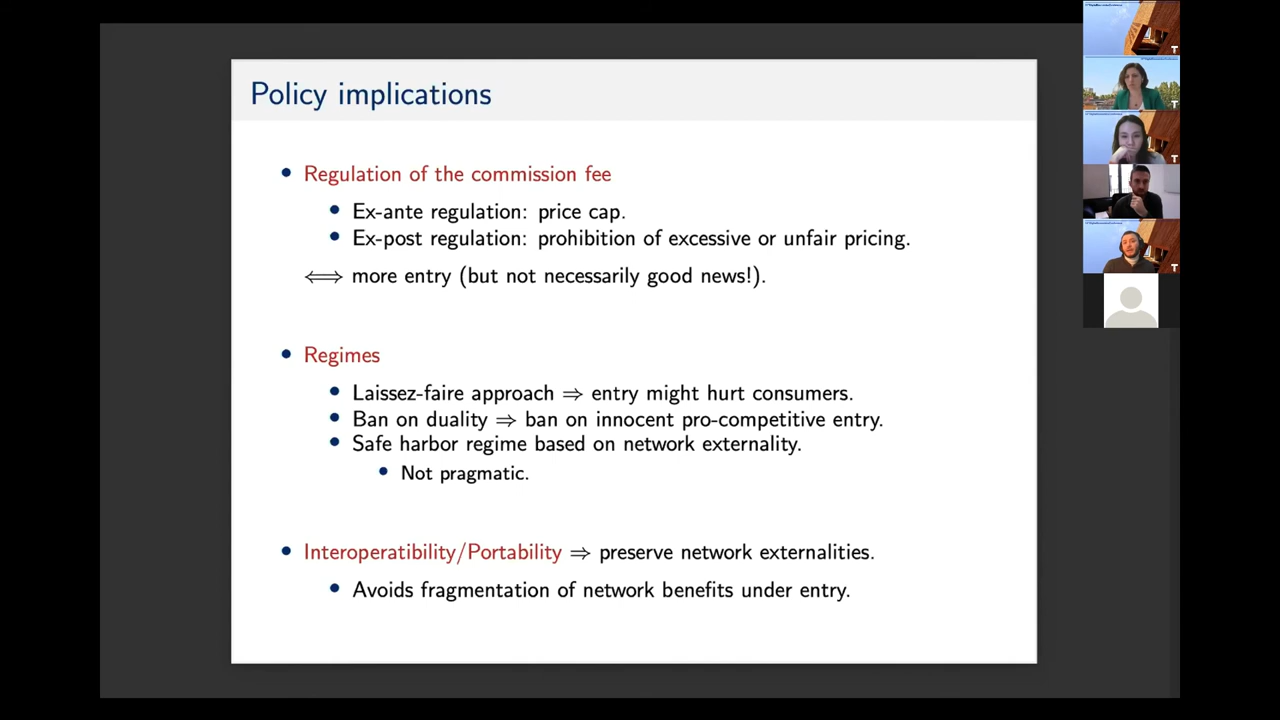 Policy implications
• Regulation of the commission fee
• Ex-ante regulation: price cap.
• Ex-post regulation: prohibition of excessive or unfair pricing.
⟺ more entry (but not necessarily good news!).
• Regimes
• Laissez-faire approach ⇒ entry might hurt consumers.
• Ban on duality ⇒ ban on innocent pro-competitive entry.
• Safe harbor regime based on network externality.
• Not pragmatic.
• Interoperatibility/Portability ⇒ preserve network externalities.
• Avoids fragmentation of network benefits under entry.